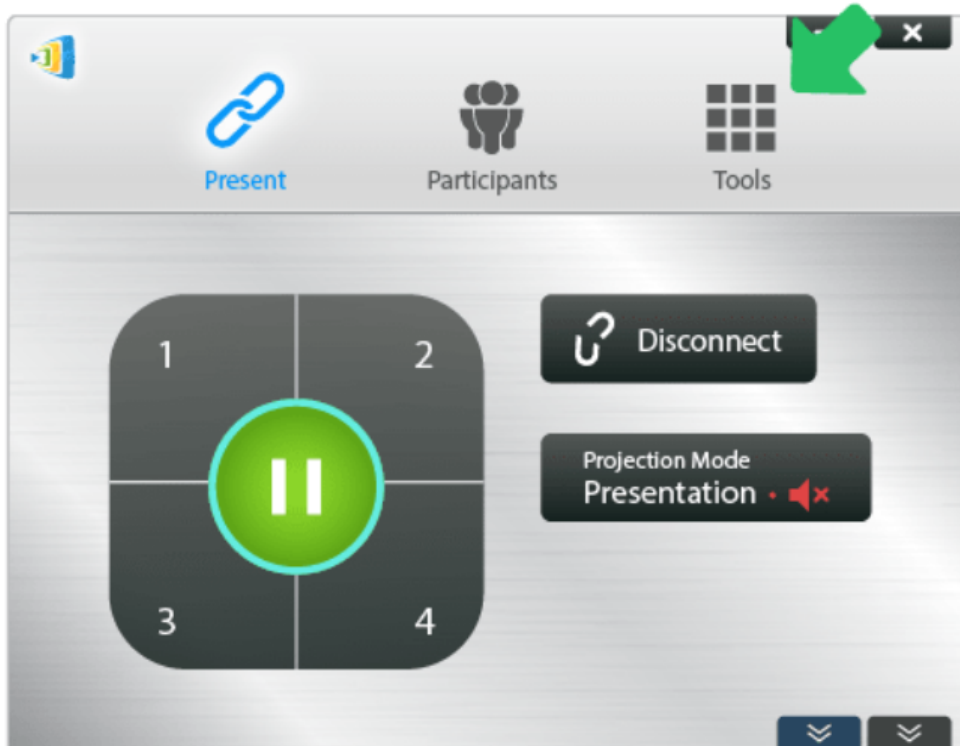 Present
Participants
Tools
1
2
3
4
Disconnect
Projection Mode
Presentation